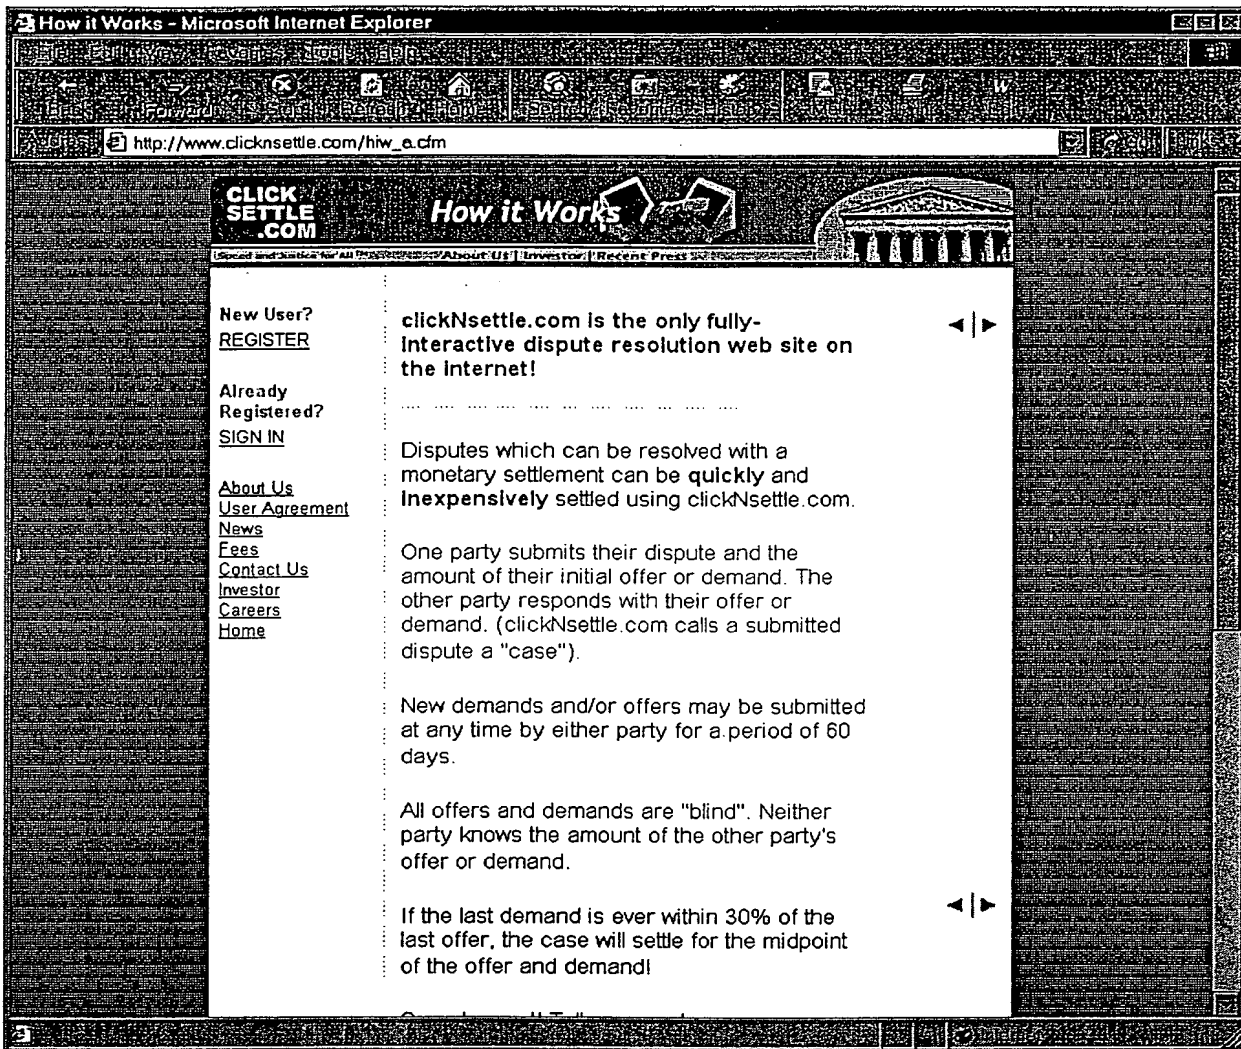 How it Works - Microsoft Internet Explorer
http://www.clicknsettle.com/hiw_a.cfm
CLICK
SETTLE
.COM
How it Works
Speed and Justice for All
About Us | Investor | Recent Press
New User?
REGISTER
Already
Registered?
SIGN IN
About Us
User Agreement
News
Fees
Contact Us
Investor
Careers
Home
clickNsettle.com is the only fully-
interactive dispute resolution web site on
the internet!
Disputes which can be resolved with a
monetary settlement can be quickly and
inexpensively settled using clickNsettle.com.
One party submits their dispute and the
amount of their initial offer or demand. The
other party responds with their offer or
demand. (clickNsettle.com calls a submitted
dispute a "case").
New demands and/or offers may be submitted
at any time by either party for a period of 60
days.
All offers and demands are "blind". Neither
party knows the amount of the other party's
offer or demand.
If the last demand is ever within 30% of the
last offer, the case will settle for the midpoint
of the offer and demand!